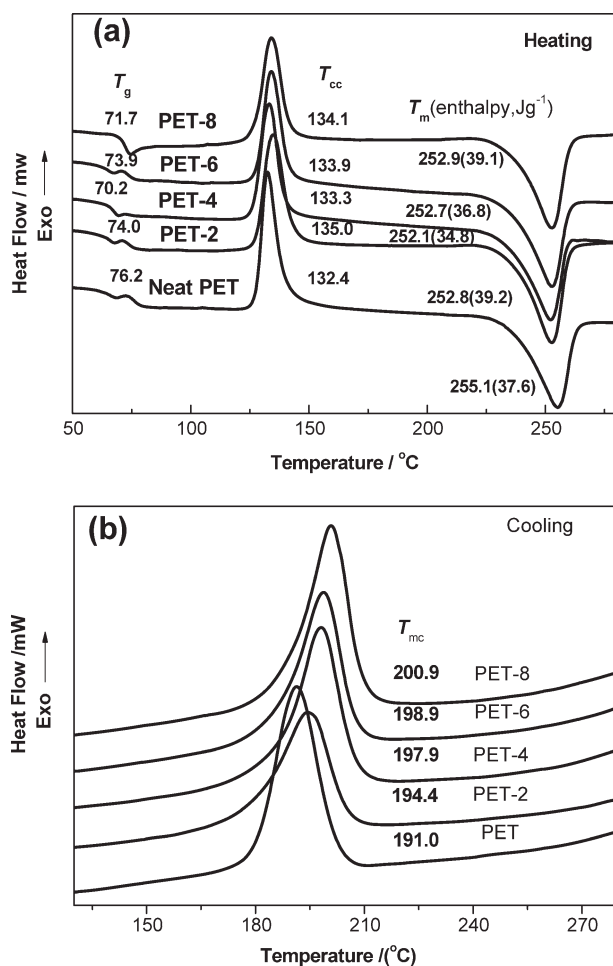 (a)
Heating
Tg
Tcc
Tm(enthalpy,Jg-1)
71.7 PET-8 134.1 252.9(39.1)
73.9 PET-6 133.9 252.7(36.8)
70.2 PET-4 133.3 252.1(34.8)
74.0 PET-2 135.0 252.8(39.2)
76.2 Neat PET 132.4 255.1(37.6)
Heat Flow / mw
Exo
50 100 150 200 250
Temperature / °C
(b)
Cooling
Tmc
200.9 PET-8
198.9 PET-6
197.9 PET-4
194.4 PET-2
191.0 PET
Heat Flow /mW
Exo
150 180 210 240 270
Temperature /(°C)